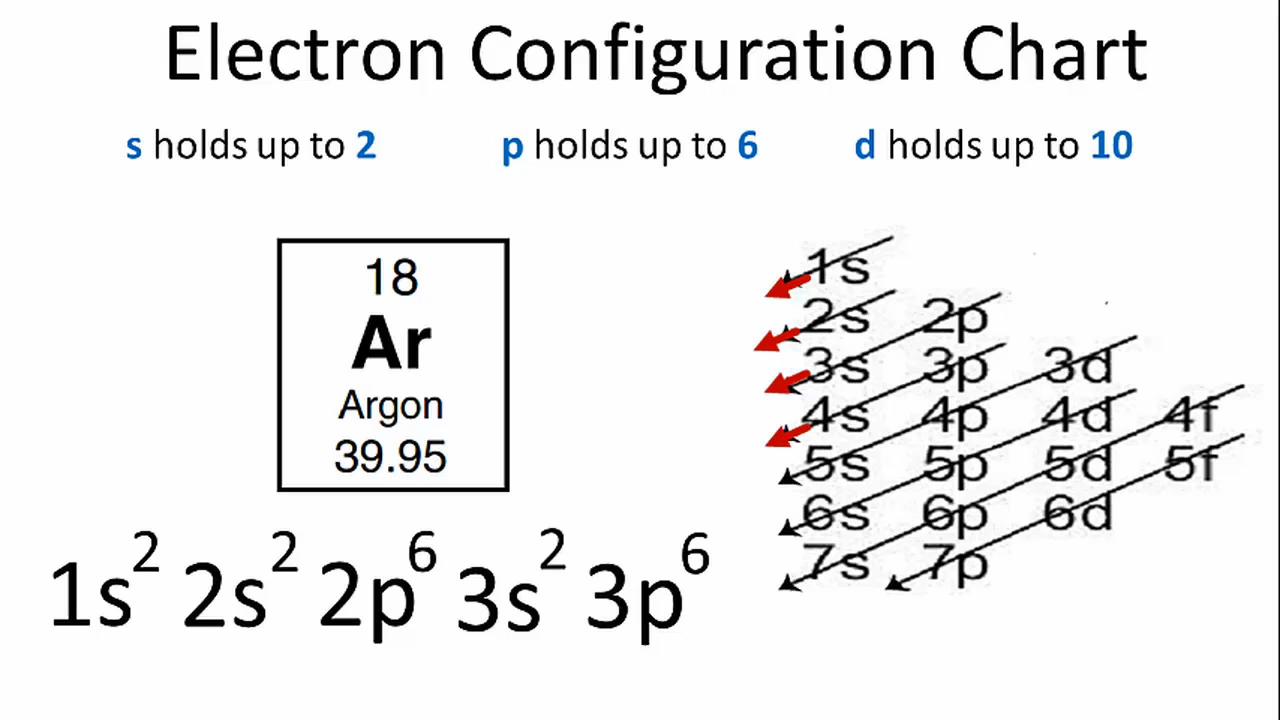 Electron Configuration Chart
s holds up to 2 p holds up to 6 d holds up to 10
18
Ar
Argon
39.95
1s² 2s² 2p⁶ 3s² 3p⁶
1s
2s 2p
3s 3p 3d
4s 4p 4d 4f
5s 5p 5d 5f
6s 6p 6d
7s 7p